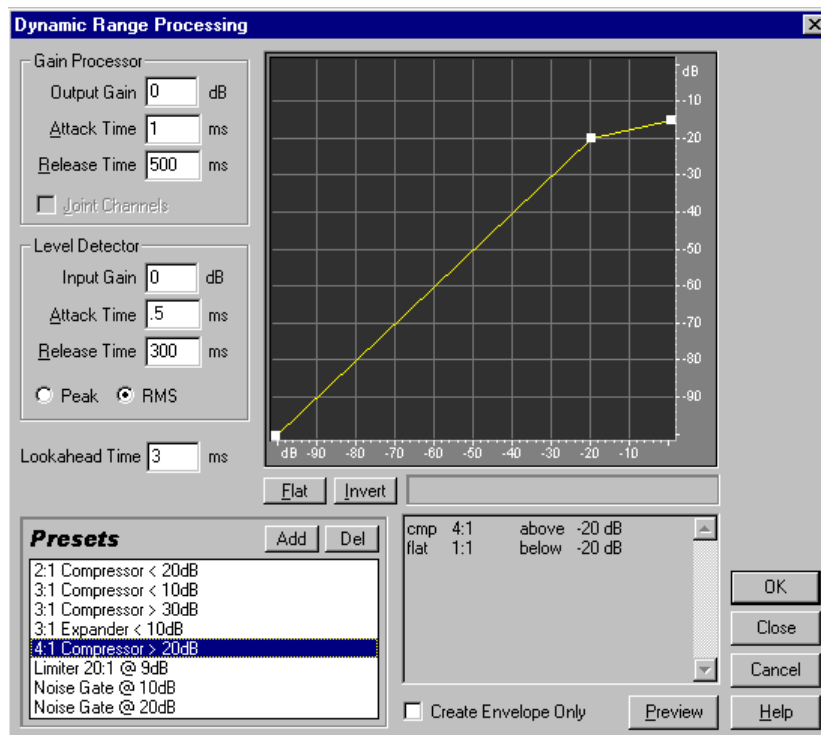 Dynamic Range Processing
Gain Processor
Output Gain 0 dB
Attack Time 1 ms
Release Time 500 ms
Joint Channels
Level Detector
Input Gain 0 dB
Attack Time .5 ms
Release Time 300 ms
Peak RMS
Lookahead Time 3 ms
dB
-10
-20
-30
-40
-50
-60
-70
-80
-90
dB -90 -80 -70 -60 -50 -40 -30 -20 -10
Flat Invert
Presets Add Del
2:1 Compressor < 20dB
3:1 Compressor < 10dB
3:1 Compressor > 30dB
3:1 Expander < 10dB
4:1 Compressor > 20dB
Limiter 20:1 @ 9dB
Noise Gate @ 10dB
Noise Gate @ 20dB
cmp 4:1 above -20 dB
flat 1:1 below -20 dB
Create Envelope Only Preview
OK
Close
Cancel
Help